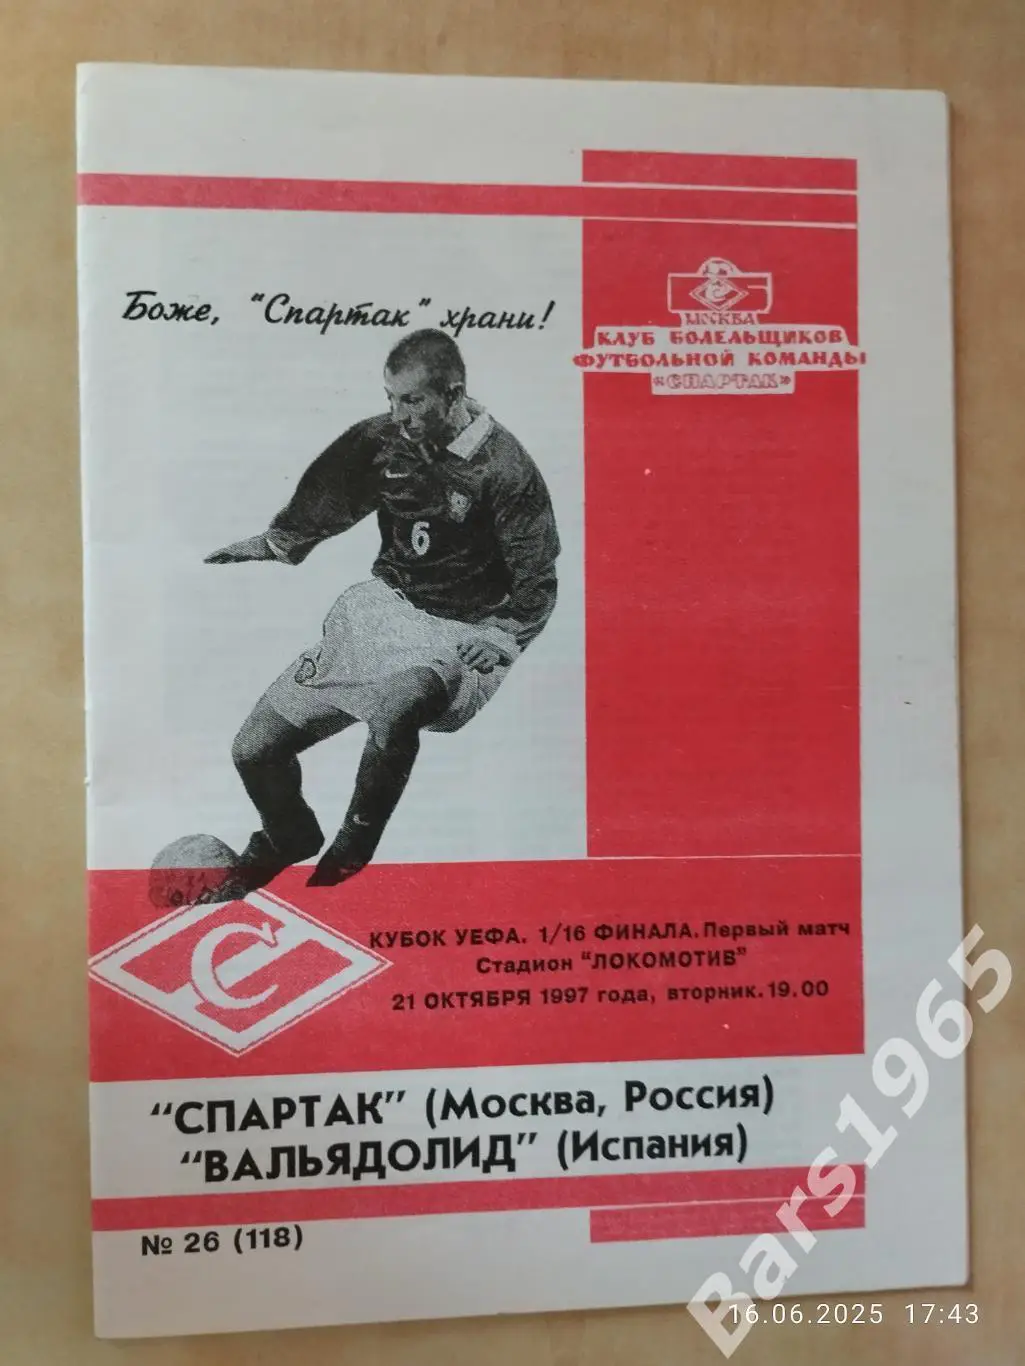 Боже, "Спартак" храни!
МОСКВА
КЛУБ БОЛЕЛЬЩИКОВ
ФУТБОЛЬНОЙ КОМАНДЫ
«СПАРТАК»
6
КУБОК УЕФА. 1/16 ФИНАЛА. Первый матч
Стадион "ЛОКОМОТИВ"
21 ОКТЯБРЯ 1997 года, вторник. 19.00
"СПАРТАК" (Москва, Россия)
"ВАЛЬЯДОЛИД" (Испания)
№ 26 (118)
Bars1965
16.06.2025 17:43